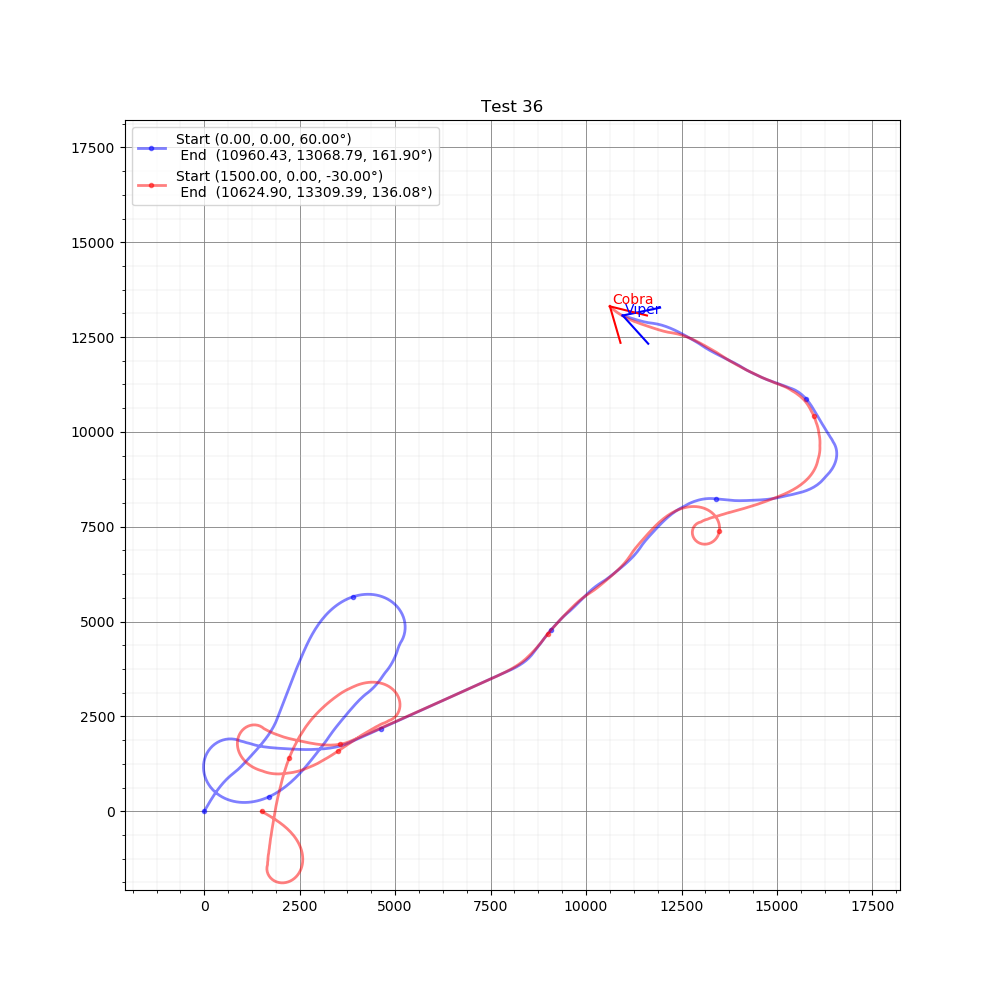 Test 36
Start (0.00, 0.00, 60.00°)
End  (10960.43, 13068.79, 161.90°)
Start (1500.00, 0.00, -30.00°)
End  (10624.90, 13309.39, 136.08°)
17500
15000
12500
10000
7500
5000
2500
0
Cobra
Viper
0 2500 5000 7500 10000 12500 15000 17500